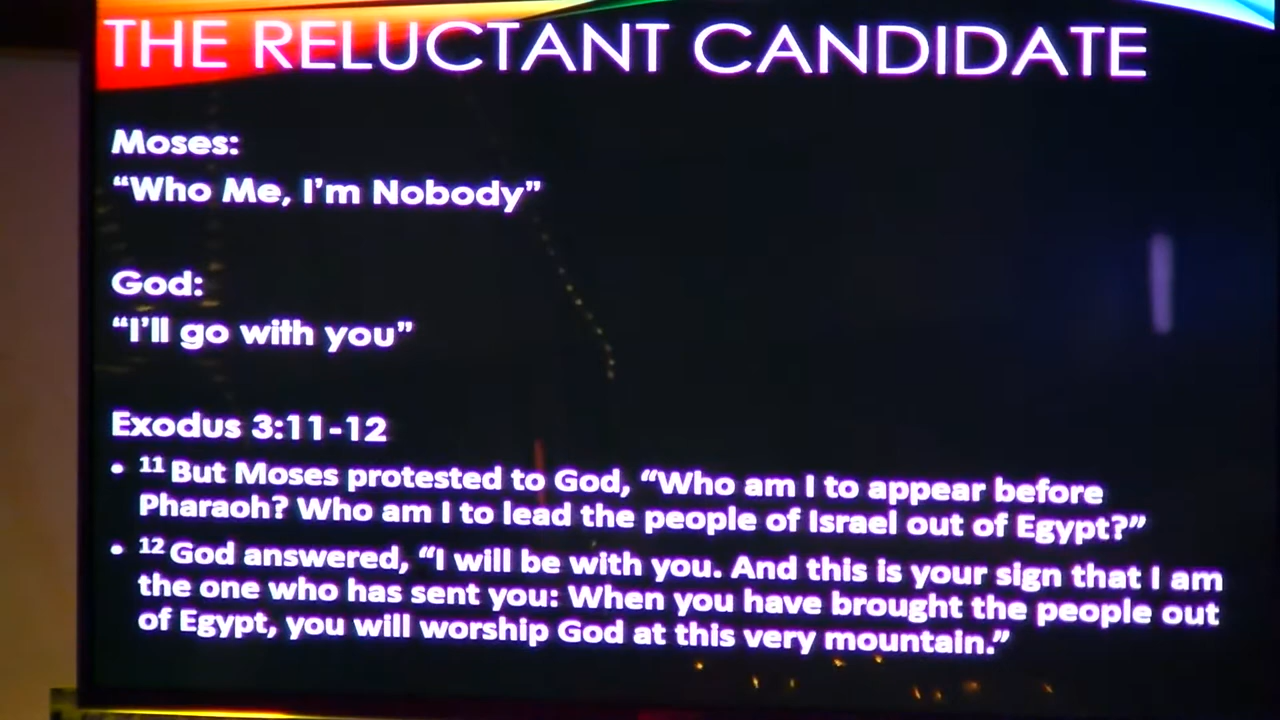 THE RELUCTANT CANDIDATE
Moses:
“Who Me, I’m Nobody”
God:
“I’ll go with you”
Exodus 3:11-12
• 11 But Moses protested to God, “Who am I to appear before
Pharaoh? Who am I to lead the people of Israel out of Egypt?”
• 12 God answered, “I will be with you. And this is your sign that I am
the one who has sent you: When you have brought the people out
of Egypt, you will worship God at this very mountain.”